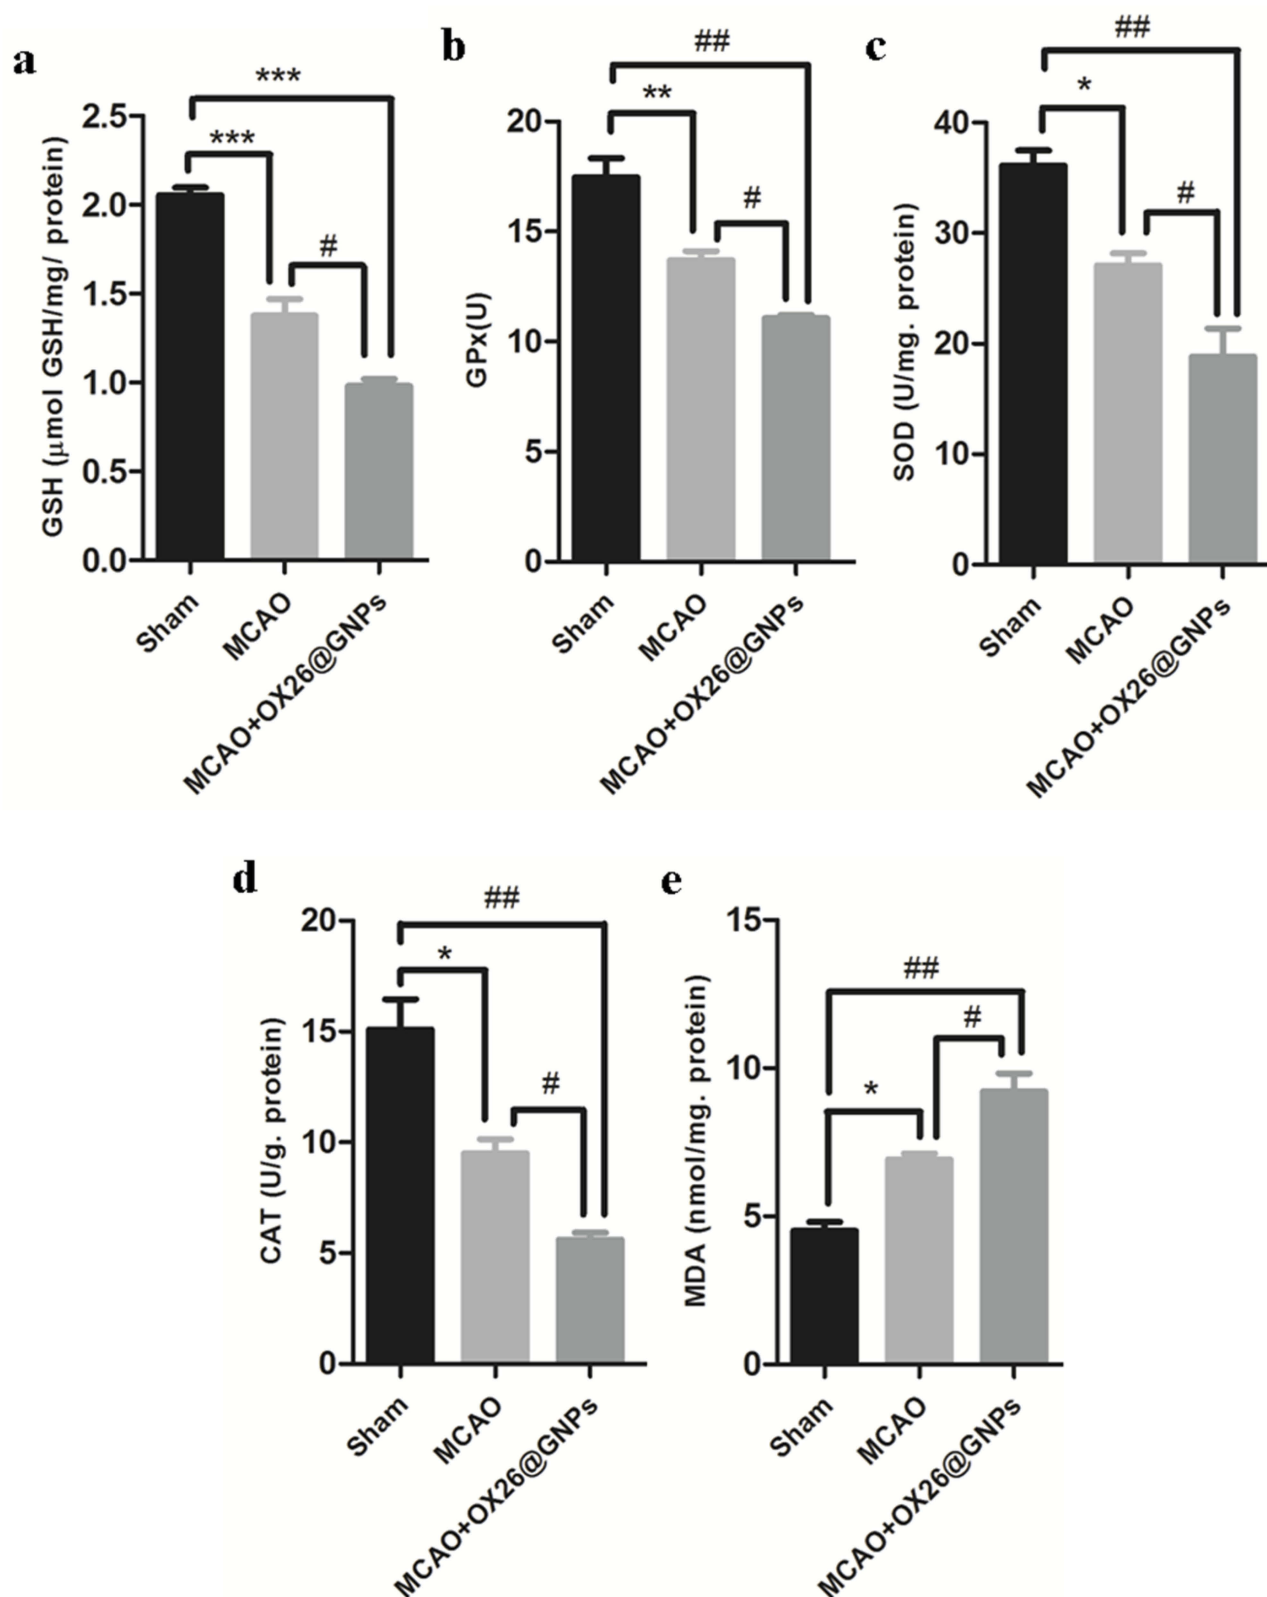 a
***
***
#
GSH (μmol GSH/mg/ protein)
2.5
2.0
1.5
1.0
0.5
0.0
Sham
MCAO
MCAO+OX26@GNPs
b
##
**
#
GPx(U)
20
15
10
5
0
Sham
MCAO
MCAO+OX26@GNPs
c
##
*
#
SOD (U/mg. protein)
40
30
20
10
0
Sham
MCAO
MCAO+OX26@GNPs
d
##
*
#
CAT (U/g. protein)
20
15
10
5
0
Sham
MCAO
MCAO+OX26@GNPs
e
##
#
*
MDA (nmol/mg. protein)
15
10
5
0
Sham
MCAO
MCAO+OX26@GNPs